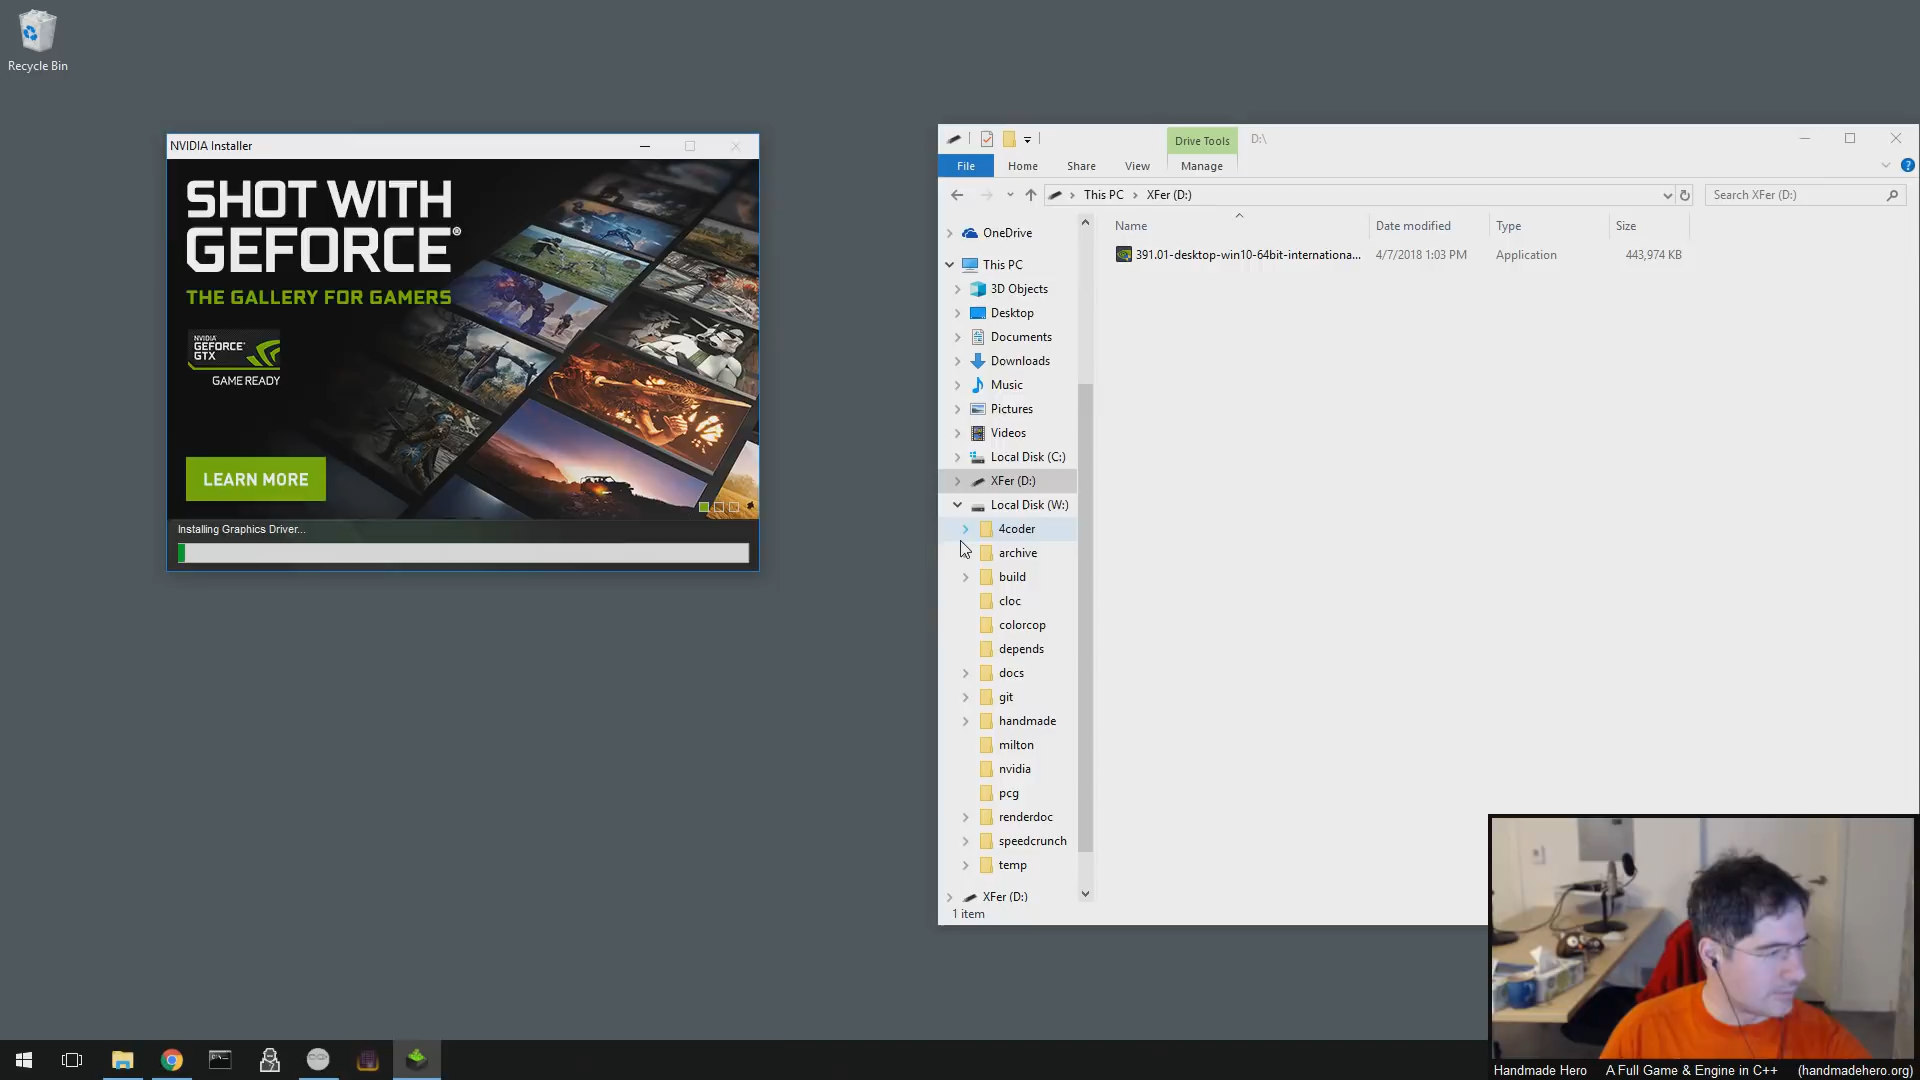 Recycle Bin
NVIDIA Installer
SHOT WITH
GEFORCE®
THE GALLERY FOR GAMERS
NVIDIA
GEFORCE
GTX
GAME READY
LEARN MORE
Installing Graphics Driver...
Drive Tools
D:\
File
Home
Share
View
Manage
This PC
XFer (D:)
Search XFer (D:)
Name
Date modified
Type
Size
391.01-desktop-win10-64bit-internationa...
4/7/2018 1:03 PM
Application
443,974 KB
OneDrive
This PC
3D Objects
Desktop
Documents
Downloads
Music
Pictures
Videos
Local Disk (C:)
XFer (D:)
Local Disk (W:)
4coder
archive
build
cloc
colorcop
depends
docs
git
handmade
milton
nvidia
pcg
renderdoc
speedcrunch
temp
XFer (D:)
1 item
Handmade Hero
A Full Game & Engine in C++
(handmadehero.org)